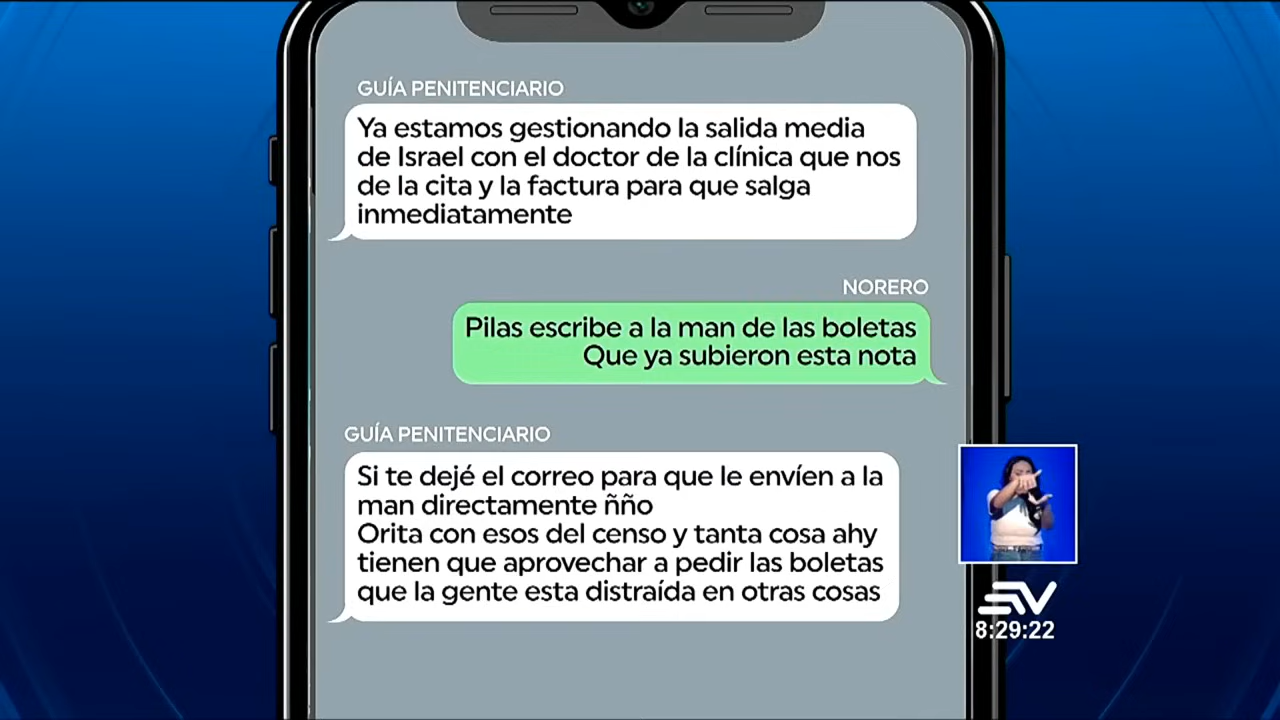 GUÍA PENITENCIARIO
Ya estamos gestionando la salida media
de Israel con el doctor de la clínica que nos
de la cita y la factura para que salga
inmediatamente
NORERO
Pilas escribe a la man de las boletas
Que ya subieron esta nota
GUÍA PENITENCIARIO
Si te dejé el correo para que le envíen a la
man directamente ñño
Orita con esos del censo y tanta cosa ahy
tienen que aprovechar a pedir las boletas
que la gente esta distraída en otras cosas
8:29:22